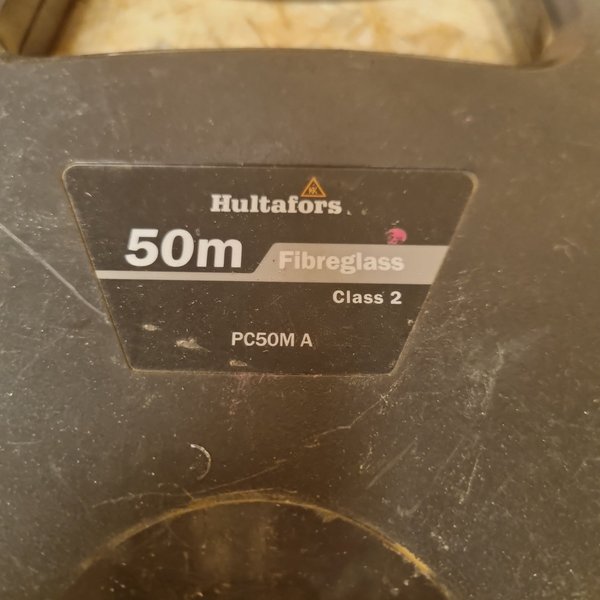 Hultafors
50m Fibreglass
Class 2
PC50M A